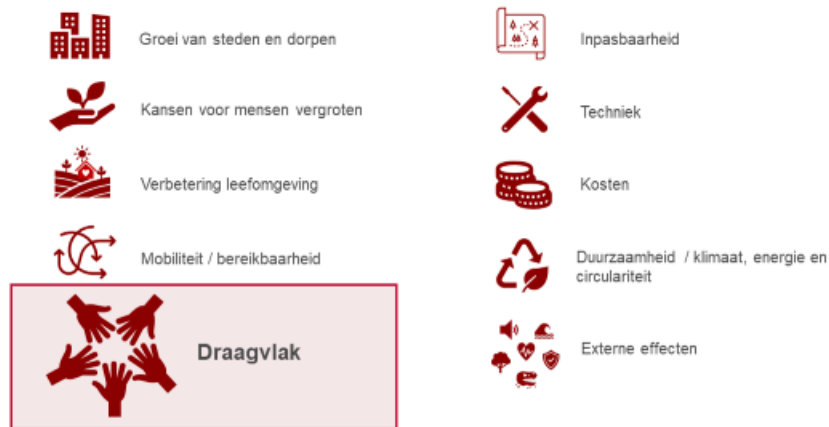 Groei van steden en dorpen
Kansen voor mensen vergroten
Verbetering leefomgeving
Mobiliteit / bereikbaarheid
Draagvlak
Inpasbaarheid
Techniek
Kosten
Duurzaamheid / klimaat, energie en
circulariteit
Externe effecten